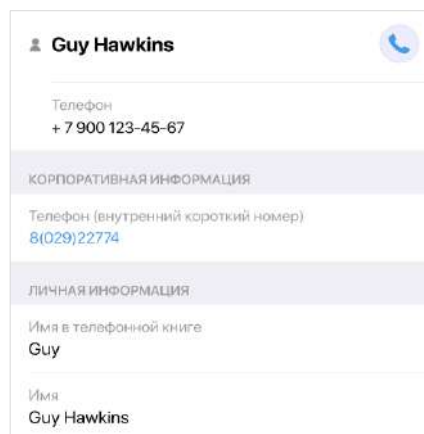 Guy Hawkins
Телефон
+ 7 900 123-45-67
КОРПОРАТИВНАЯ ИНФОРМАЦИЯ
Телефон (внутренний короткий номер)
8(029)22774
ЛИЧНАЯ ИНФОРМАЦИЯ
Имя в телефонной книге
Guy
Имя
Guy Hawkins